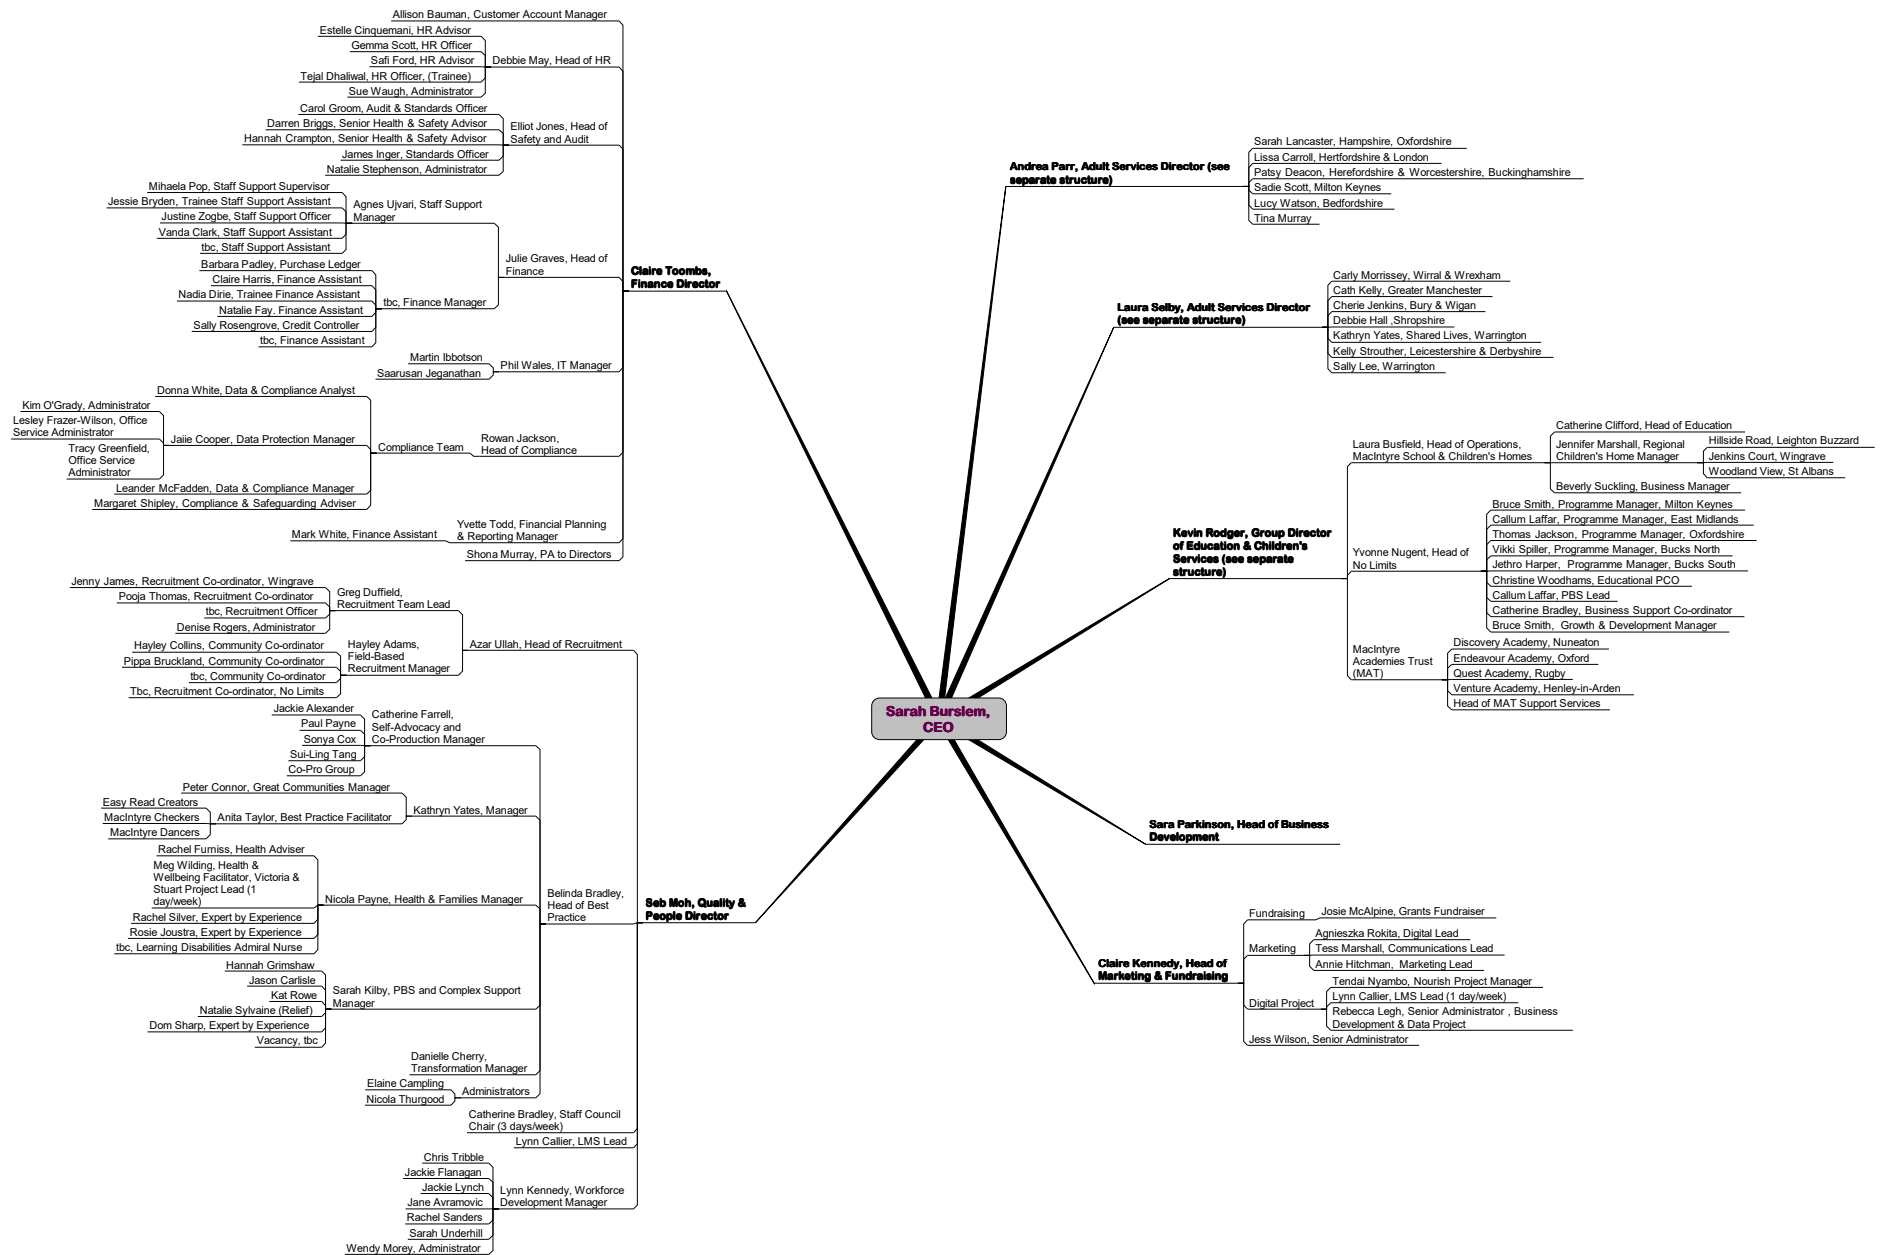 Allison Bauman, Customer Account Manager
Estelle Cinquemani, HR Advisor
Gemma Scott, HR Officer
Safi Ford, HR Advisor
Tejal Dhaliwal, HR Officer, (Trainee)
Sue Waugh, Administrator
Debbie May, Head of HR
Carol Groom, Audit & Standards Officer
Darren Briggs, Senior Health & Safety Advisor
Hannah Crampton, Senior Health & Safety Advisor
James Inger, Standards Officer
Natalie Stephenson, Administrator
Elliot Jones, Head of
Safety and Audit
Mihaela Pop, Staff Support Supervisor
Jessie Bryden, Trainee Staff Support Assistant
Justine Zogbe, Staff Support Officer
Vanda Clark, Staff Support Assistant
tbc, Staff Support Assistant
Agnes Ujvari, Staff Support
Manager
Barbara Padley, Purchase Ledger
Claire Harris, Finance Assistant
Nadia Dirie, Trainee Finance Assistant
Natalie Fay. Finance Assistant
Sally Rosengrove, Credit Controller
tbc, Finance Assistant
tbc, Finance Manager
Julie Graves, Head of
Finance
Martin Ibbotson
Saarusan Jeganathan
Phil Wales, IT Manager
Donna White, Data & Compliance Analyst
Kim O'Grady, Administrator
Lesley Frazer-Wilson, Office
Service Administrator
Tracy Greenfield,
Office Service
Administrator
Jaiie Cooper, Data Protection Manager
Leander McFadden, Data & Compliance Manager
Margaret Shipley, Compliance & Safeguarding Adviser
Compliance Team
Rowan Jackson,
Head of Compliance
Mark White, Finance Assistant
Yvette Todd, Financial Planning
& Reporting Manager
Shona Murray, PA to Directors
Claire Toombs,
Finance Director
Jenny James, Recruitment Co-ordinator, Wingrave
Pooja Thomas, Recruitment Co-ordinator
tbc, Recruitment Officer
Denise Rogers, Administrator
Greg Duffield,
Recruitment Team Lead
Hayley Collins, Community Co-ordinator
Pippa Bruckland, Community Co-ordinator
tbc, Community Co-ordinator
Tbc, Recruitment Co-ordinator, No Limits
Hayley Adams,
Field-Based
Recruitment Manager
Azar Ullah, Head of Recruitment
Jackie Alexander
Paul Payne
Sonya Cox
Sui-Ling Tang
Co-Pro Group
Catherine Farrell,
Self-Advocacy and
Co-Production Manager
Peter Connor, Great Communities Manager
Easy Read Creators
MacIntyre Checkers
MacIntyre Dancers
Anita Taylor, Best Practice Facilitator
Kathryn Yates, Manager
Rachel Furniss, Health Adviser
Meg Wilding, Health &
Wellbeing Facilitator, Victoria &
Stuart Project Lead (1
day/week)
Rachel Silver, Expert by Experience
Rosie Joustra, Expert by Experience
tbc, Learning Disabilities Admiral Nurse
Nicola Payne, Health & Families Manager
Hannah Grimshaw
Jason Carlisle
Kat Rowe
Natalie Sylvaine (Relief)
Dom Sharp, Expert by Experience
Vacancy, tbc
Sarah Kilby, PBS and Complex Support
Manager
Danielle Cherry,
Transformation Manager
Elaine Campling
Nicola Thurgood
Administrators
Belinda Bradley,
Head of Best
Practice
Catherine Bradley, Staff Council
Chair (3 days/week)
Lynn Callier, LMS Lead
Chris Tribble
Jackie Flanagan
Jackie Lynch
Jane Avramovic
Rachel Sanders
Sarah Underhill
Wendy Morey, Administrator
Lynn Kennedy, Workforce
Development Manager
Seb Moh, Quality &
People Director
Sarah Burslem,
CEO
Andrea Parr, Adult Services Director (see
separate structure)
Sarah Lancaster, Hampshire, Oxfordshire
Lissa Carroll, Hertfordshire & London
Patsy Deacon, Herefordshire & Worcestershire, Buckinghamshire
Sadie Scott, Milton Keynes
Lucy Watson, Bedfordshire
Tina Murray
Laura Selby, Adult Services Director
(see separate structure)
Carly Morrissey, Wirral & Wrexham
Cath Kelly, Greater Manchester
Cherie Jenkins, Bury & Wigan
Debbie Hall ,Shropshire
Kathryn Yates, Shared Lives, Warrington
Kelly Strouther, Leicestershire & Derbyshire
Sally Lee, Warrington
Kevin Rodger, Group Director
of Education & Children's
Services (see separate
structure)
Laura Busfield, Head of Operations,
MacIntyre School & Children's Homes
Catherine Clifford, Head of Education
Jennifer Marshall, Regional
Children's Home Manager
Hillside Road, Leighton Buzzard
Jenkins Court, Wingrave
Woodland View, St Albans
Beverly Suckling, Business Manager
Yvonne Nugent, Head of
No Limits
Bruce Smith, Programme Manager, Milton Keynes
Callum Laffar, Programme Manager, East Midlands
Thomas Jackson, Programme Manager, Oxfordshire
Vikki Spiller, Programme Manager, Bucks North
Jethro Harper, Programme Manager, Bucks South
Christine Woodhams, Educational PCO
Callum Laffar, PBS Lead
Catherine Bradley, Business Support Co-ordinator
Bruce Smith, Growth & Development Manager
MacIntyre
Academies Trust
(MAT)
Discovery Academy, Nuneaton
Endeavour Academy, Oxford
Quest Academy, Rugby
Venture Academy, Henley-in-Arden
Head of MAT Support Services
Sara Parkinson, Head of Business
Development
Claire Kennedy, Head of
Marketing & Fundraising
Fundraising
Josie McAlpine, Grants Fundraiser
Marketing
Agnieszka Rokita, Digital Lead
Tess Marshall, Communications Lead
Annie Hitchman, Marketing Lead
Digital Project
Tendai Nyambo, Nourish Project Manager
Lynn Callier, LMS Lead (1 day/week)
Rebecca Legh, Senior Administrator , Business
Development & Data Project
Jess Wilson, Senior Administrator